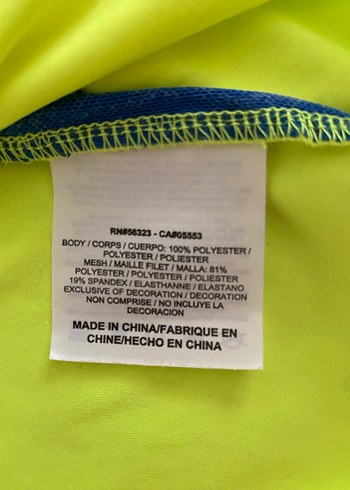 RN#56323 - CA#05553
BODY / CORPS / CUERPO: 100% POLYESTER /
POLYESTER / POLIESTER
MESH / MAILLE FILET / MALLA: 81%
POLYESTER / POLYESTER / POLIESTER
19% SPANDEX / ELASTHANNE / ELASTANO
EXCLUSIVE OF DECORATION / DECORATION
NON COMPRISE / NO INCLUYE LA
DECORACION
MADE IN CHINA/FABRIQUE EN
CHINE/HECHO EN CHINA